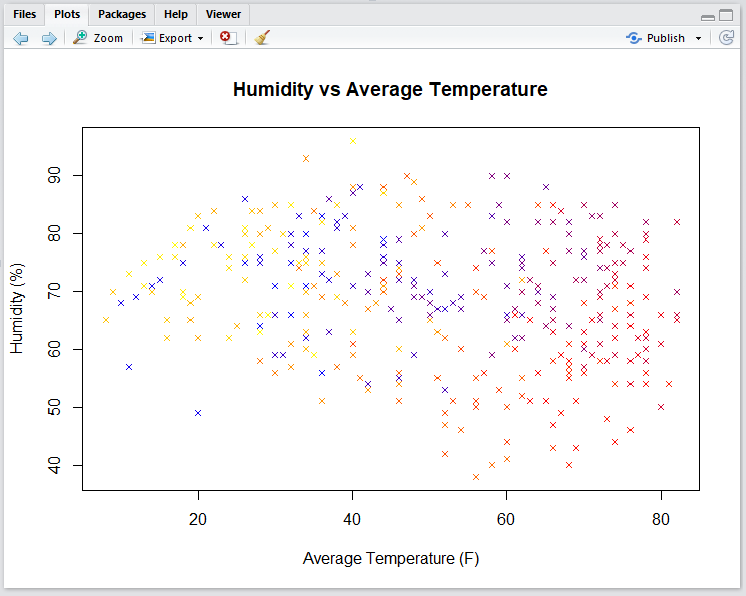 Files Plots Packages Help Viewer
Zoom Export Publish
Humidity vs Average Temperature
90
80
70
60
50
40
Humidity (%)
20 40 60 80
Average Temperature (F)